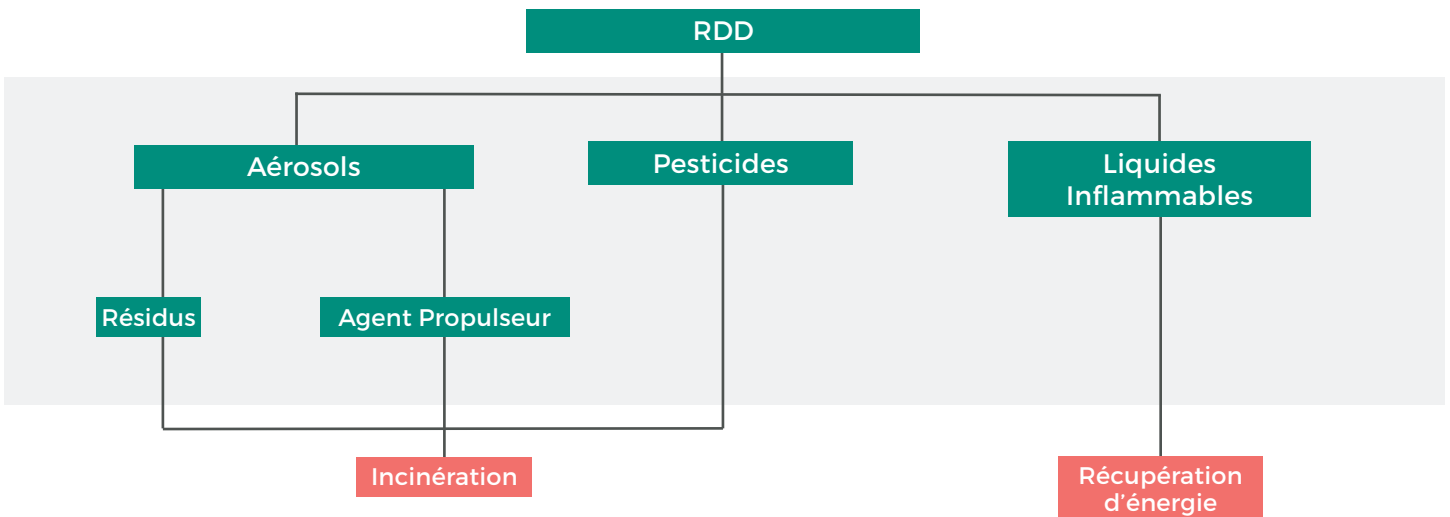 RDD
Aérosols
Pesticides
Liquides
Inflammables
Résidus
Agent Propulseur
Incinération
Récupération
d’énergie